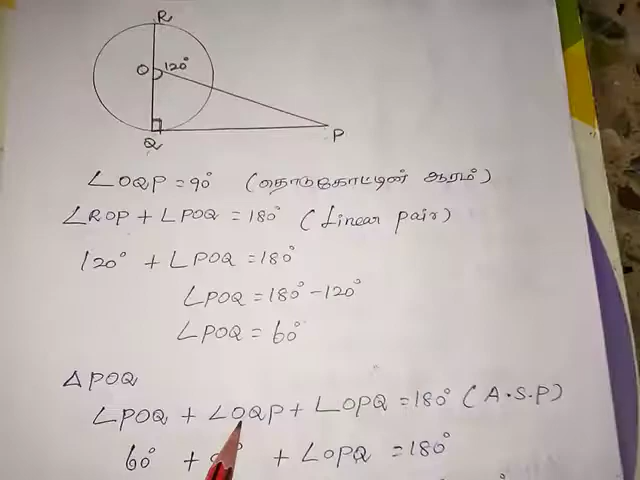 R
O 120°
Q P
∠OQP = 90° (தொடுகோட்டின் ஆரம்)
∠ROP + ∠POQ = 180° (Linear pair)
120° + ∠POQ = 180°
∠POQ = 180° - 120°
∠POQ = 60°
△POQ
∠POQ + ∠OQP + ∠OPQ = 180° (A.S.P)
60° + + ∠OPQ = 180°